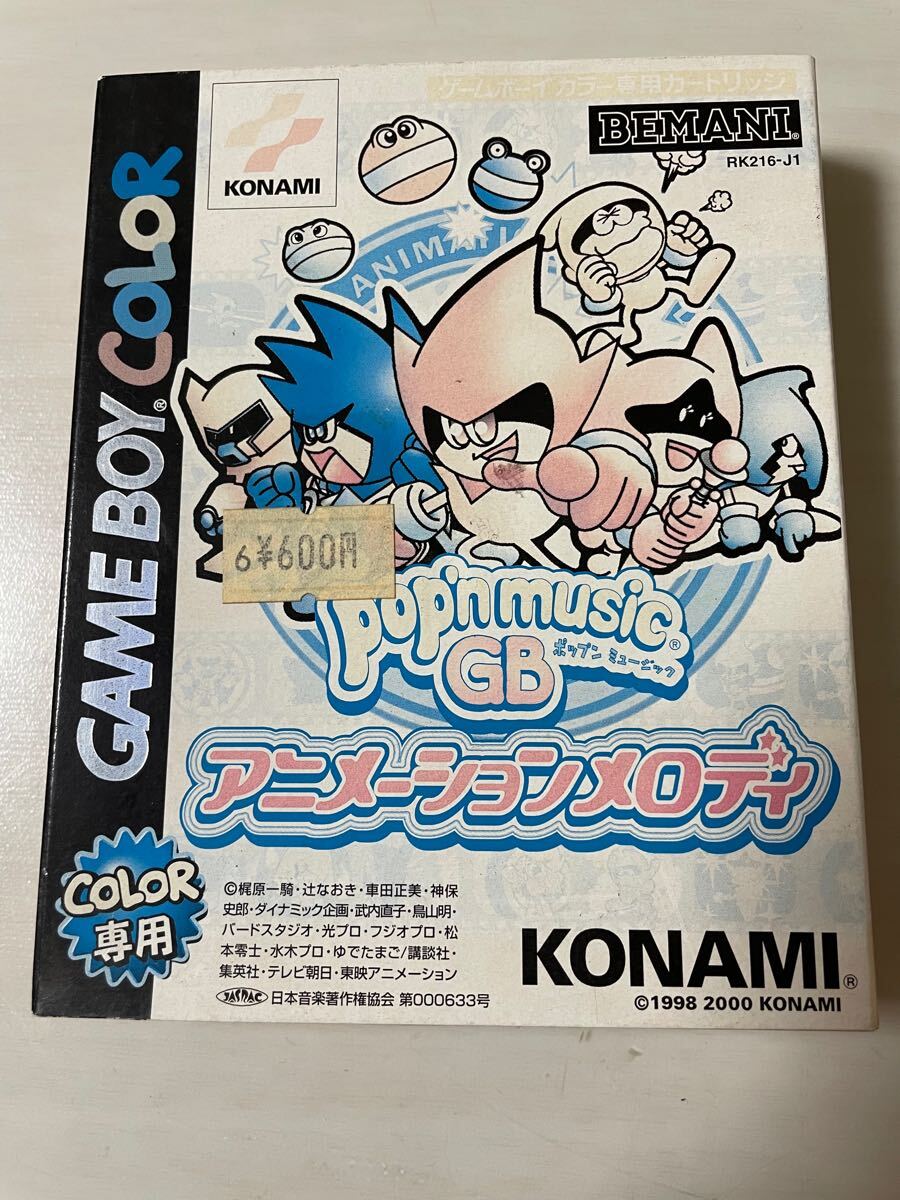 ゲームボーイカラー専用カートリッジ
KONAMI
BEMANI®
RK216-J1
GAME BOY® COLOR
6¥600円
pop'n music®
GB
ポップン ミュージック
アニメーションメロディ
COLOR
専用
©梶原一騎・辻なおき・車田正美・神保
史郎・ダイナミック企画・武内直子・鳥山明・
バードスタジオ・光プロ・フジオプロ・松
本零士・水木プロ・ゆでたまご/講談社・
集英社・テレビ朝日・東映アニメーション
JASRAC 日本音楽著作権協会 第000633号
KONAMI®
©1998 2000 KONAMI